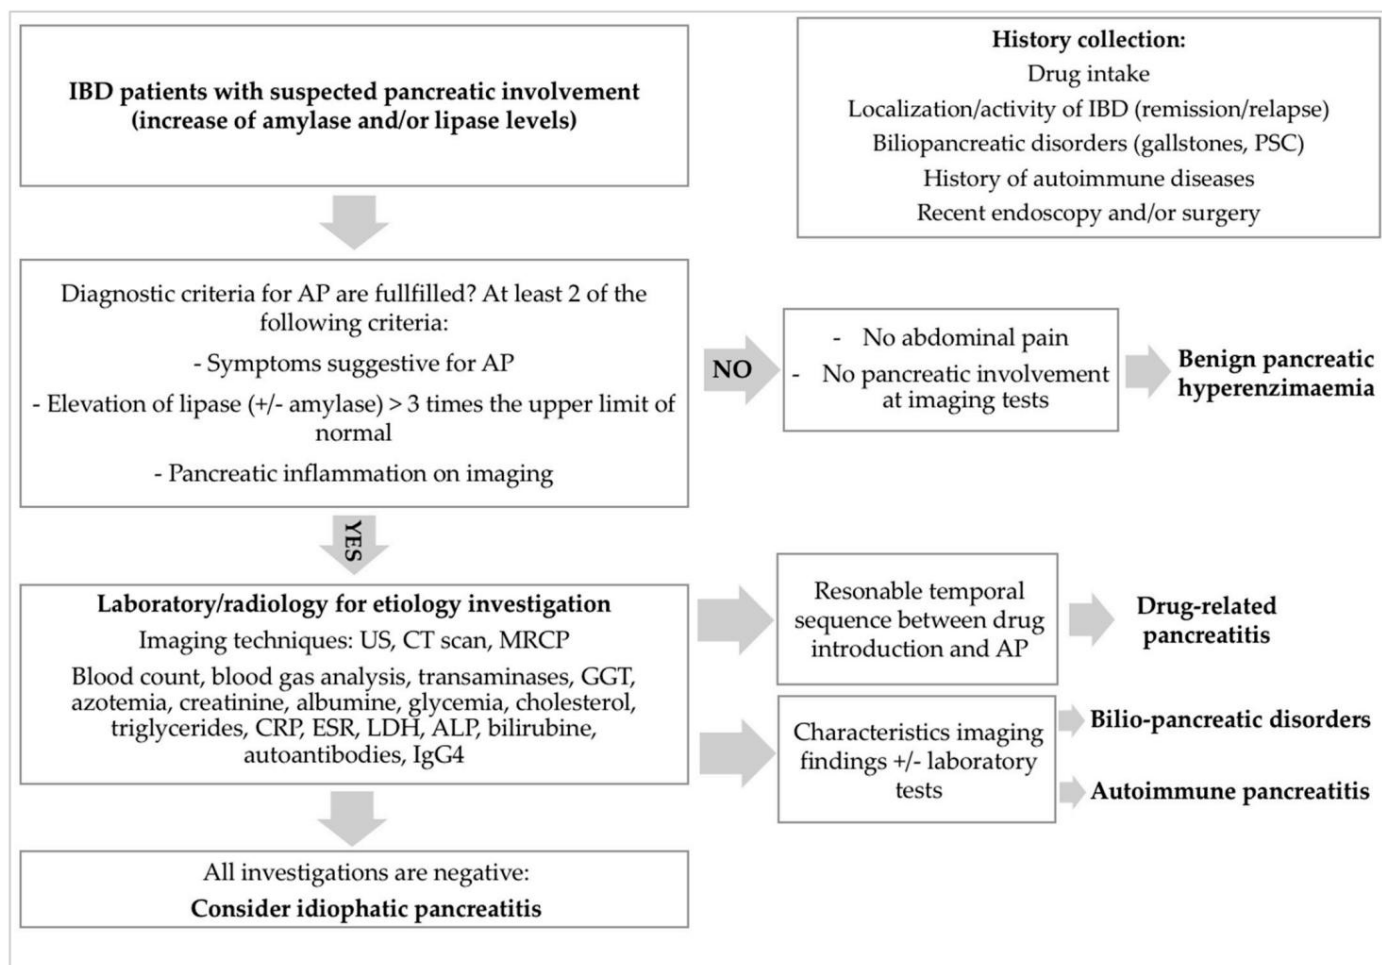 IBD patients with suspected pancreatic involvement
(increase of amylase and/or lipase levels)
History collection:
Drug intake
Localization/activity of IBD (remission/relapse)
Biliopancreatic disorders (gallstones, PSC)
History of autoimmune diseases
Recent endoscopy and/or surgery
Diagnostic criteria for AP are fullfilled? At least 2 of the
following criteria:
- Symptoms suggestive for AP
- Elevation of lipase (+/- amylase) > 3 times the upper limit of
normal
- Pancreatic inflammation on imaging
NO
- No abdominal pain
- No pancreatic involvement
at imaging tests
Benign pancreatic
hyperenzimaemia
YES
Laboratory/radiology for etiology investigation
Imaging techniques: US, CT scan, MRCP
Blood count, blood gas analysis, transaminases, GGT,
azotemia, creatinine, albumine, glycemia, cholesterol,
triglycerides, CRP, ESR, LDH, ALP, bilirubine,
autoantibodies, IgG4
Resonable temporal
sequence between drug
introduction and AP
Drug-related
pancreatitis
Characteristics imaging
findings +/- laboratory
tests
Bilio-pancreatic disorders
Autoimmune pancreatitis
All investigations are negative:
Consider idiophatic pancreatitis